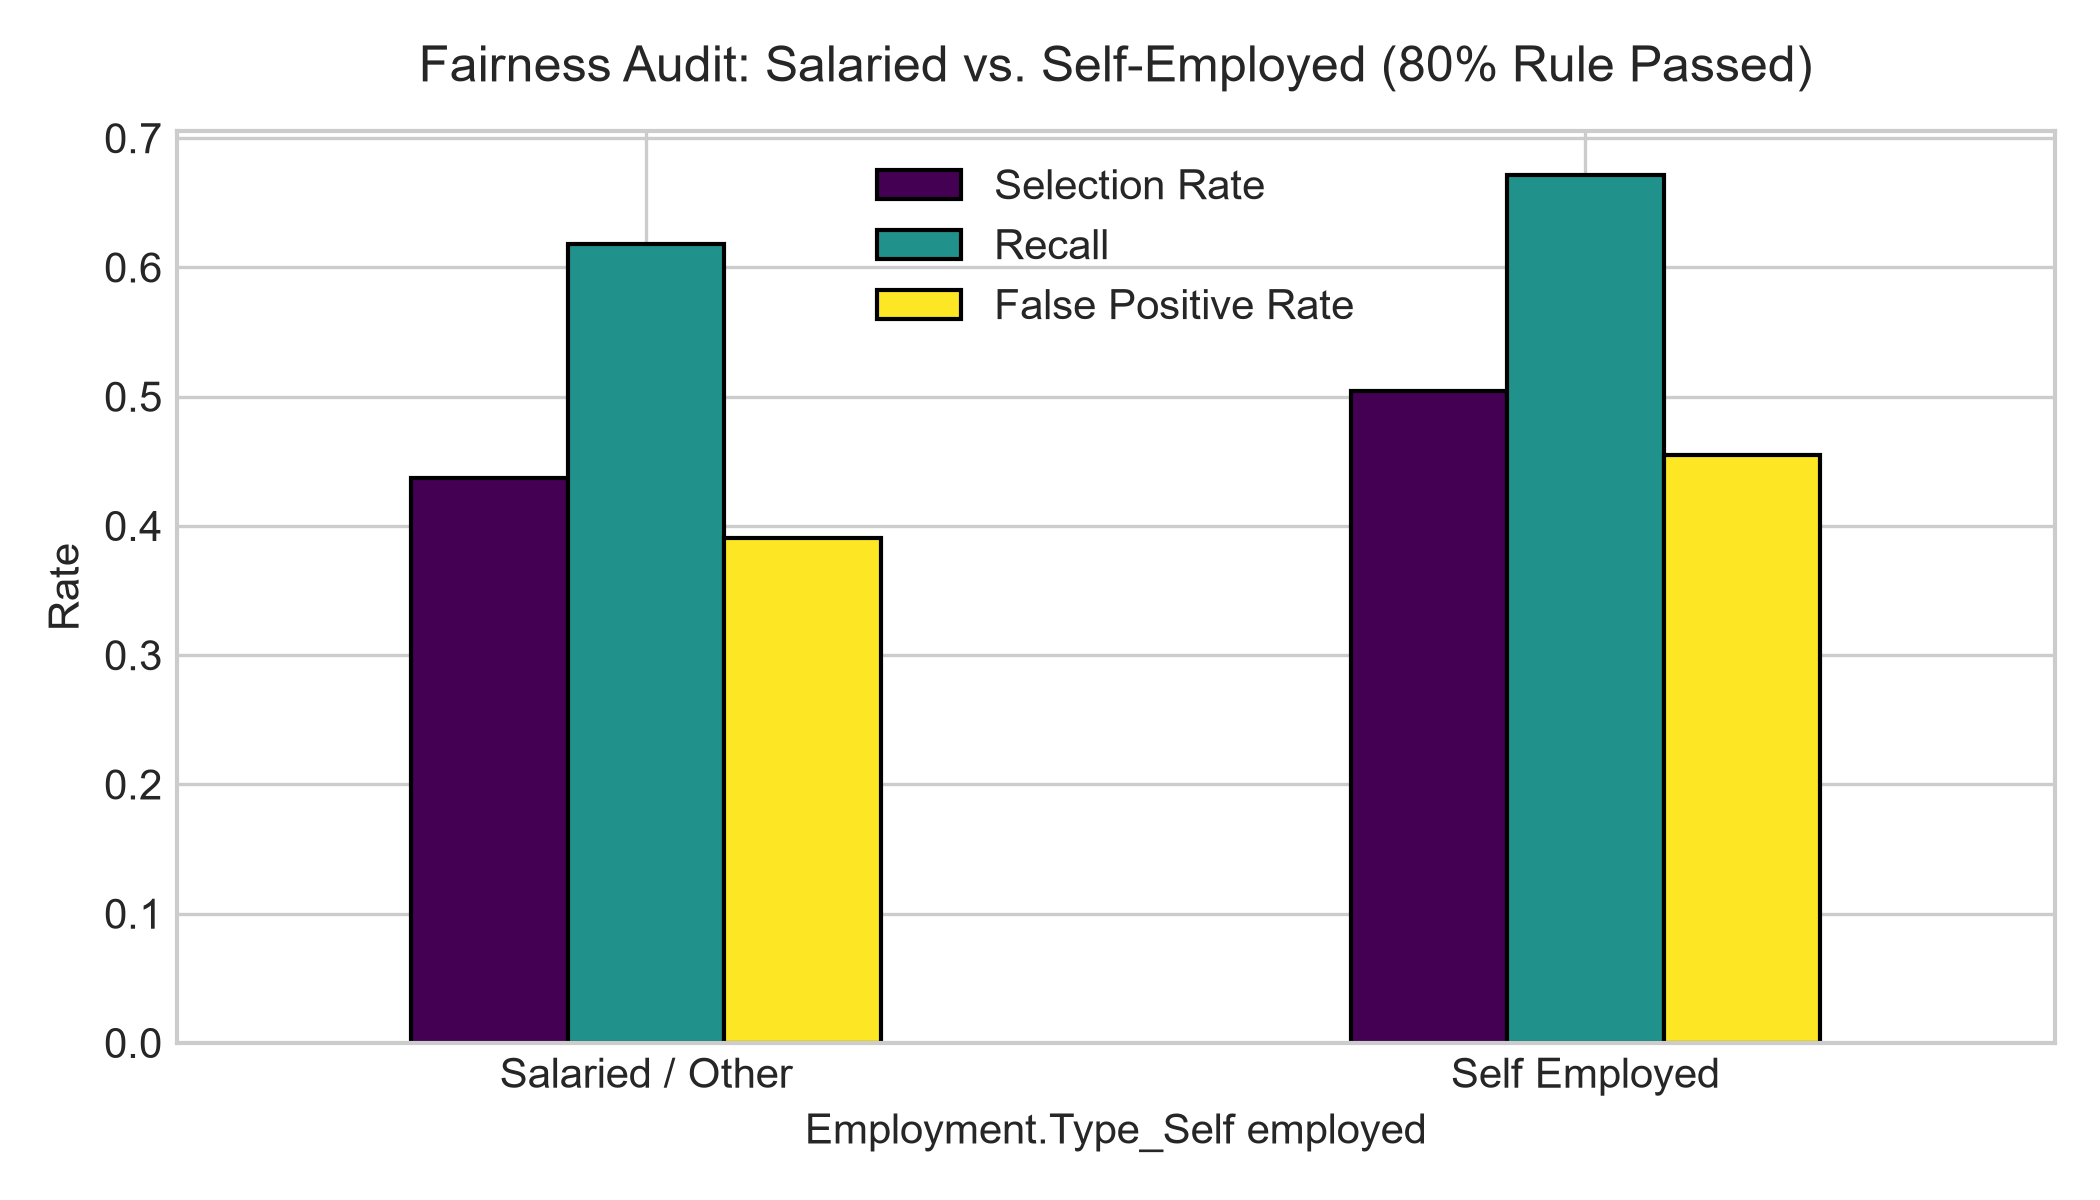 Fairness Audit: Salaried vs. Self-Employed (80% Rule Passed)
0.7
0.6
0.5
0.4
0.3
0.2
0.1
0.0
Rate
Selection Rate
Recall
False Positive Rate
Salaried / Other
Self Employed
Employment.Type_Self employed